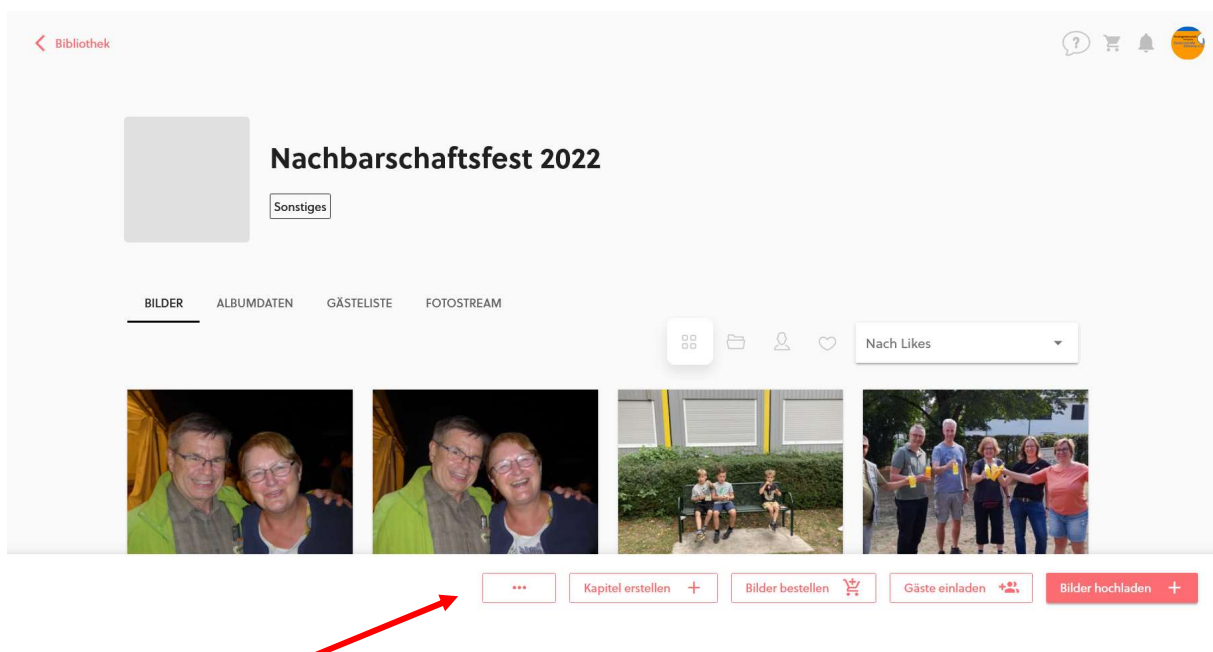 Bibliothek
?
Nachbarschaftsfest 2022
Sonstiges
BILDER ALBUMDATEN GÄSTELISTE FOTOSTREAM
Nach Likes
... Kapitel erstellen + Bilder bestellen Gäste einladen Bilder hochladen +